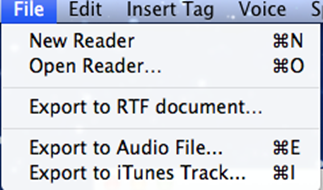 File Edit Insert Tag Voice S
New Reader ⌘N
Open Reader... ⌘O
Export to RTF document...
Export to Audio File... ⌘E
Export to iTunes Track... ⌘I